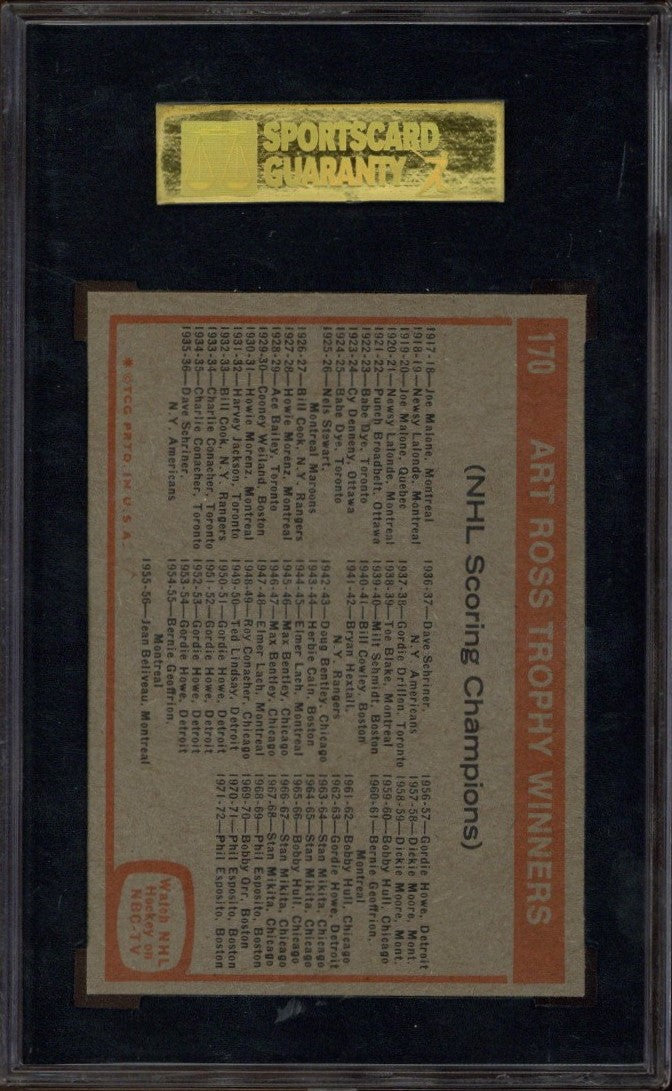 SPORTSCARD
GUARANTY
170 ART ROSS TROPHY WINNERS
(NHL Scoring Champions)
1917-18—Joe Malone, Montreal
1918-19—Newsy Lalonde, Montreal
1919-20—Joe Malone, Quebec
1920-21—Newsy Lalonde, Montreal
1921-22—Punch Broadbelt, Ottawa
1922-23—Babe Dye, Toronto
1923-24—Cy Denneny, Ottawa
1924-25—Babe Dye, Toronto
1925-26—Nels Stewart,
Montreal Maroons
1926-27—Bill Cook, N.Y. Rangers
1927-28—Howie Morenz, Montreal
1928-29—Ace Bailey, Toronto
1929-30—Cooney Weiland, Boston
1930-31—Howie Morenz, Montreal
1931-32—Harvey Jackson, Toronto
1932-33—Bill Cook, N.Y. Rangers
1933-34—Charlie Conacher, Toronto
1934-35—Charlie Conacher, Toronto
1935-36—Dave Schriner,
N.Y. Americans
1936-37—Dave Schriner,
N.Y. Americans
1937-38—Gordie Drillon, Toronto
1938-39—Toe Blake, Montreal
1939-40—Milt Schmidt, Boston
1940-41—Bill Cowley, Boston
1941-42—Bryan Hextall,
N.Y. Rangers
1942-43—Doug Bentley, Chicago
1943-44—Herbie Cain, Boston
1944-45—Elmer Lach, Montreal
1945-46—Max Bentley, Chicago
1946-47—Max Bentley, Chicago
1947-48—Elmer Lach, Montreal
1948-49—Roy Conacher, Chicago
1949-50—Ted Lindsay, Detroit
1950-51—Gordie Howe, Detroit
1951-52—Gordie Howe, Detroit
1952-53—Gordie Howe, Detroit
1953-54—Gordie Howe, Detroit
1954-55—Bernie Geoffrion,
Montreal
1955-56—Jean Beliveau, Montreal
1956-57—Gordie Howe, Detroit
1957-58—Dickie Moore, Mont.
1958-59—Dickie Moore, Mont.
1959-60—Bobby Hull, Chicago
1960-61—Bernie Geoffrion,
Montreal
1961-62—Bobby Hull, Chicago
1962-63—Gordie Howe, Detroit
1963-64—Stan Mikita, Chicago
1964-65—Stan Mikita, Chicago
1965-66—Bobby Hull, Chicago
1966-67—Stan Mikita, Chicago
1967-68—Stan Mikita, Chicago
1968-69—Phil Esposito, Boston
1969-70—Bobby Orr, Boston
1970-71—Phil Esposito, Boston
1971-72—Phil Esposito, Boston
* ©TCG PRTD. IN U.S.A.
Watch NHL
Hockey on
NBC-TV